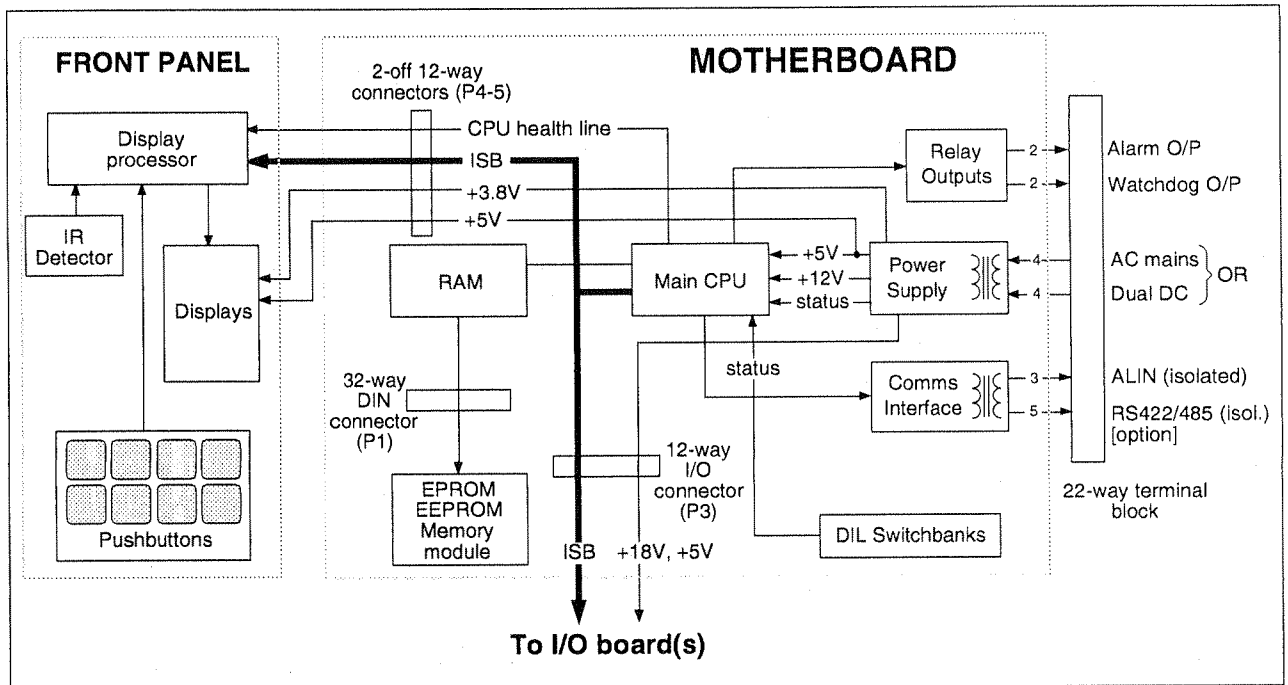 FRONT PANEL
MOTHERBOARD
2-off 12-way
connectors (P4-5)
Display
processor
CPU health line
ISB
+3.8V
+5V
IR
Detector
Displays
Pushbuttons
RAM
Main CPU
+5V
+12V
status
Power
Supply
Relay
Outputs
2
2
4
4
Alarm O/P
Watchdog O/P
AC mains
Dual DC
OR
32-way
DIN
connector
(P1)
status
Comms
Interface
3
5
ALIN (isolated)
RS422/485 (isol.)
[option]
EPROM
EEPROM
Memory
module
12-way
I/O
connector
(P3)
22-way terminal
block
DIL Switchbanks
ISB
+18V, +5V
To I/O board(s)